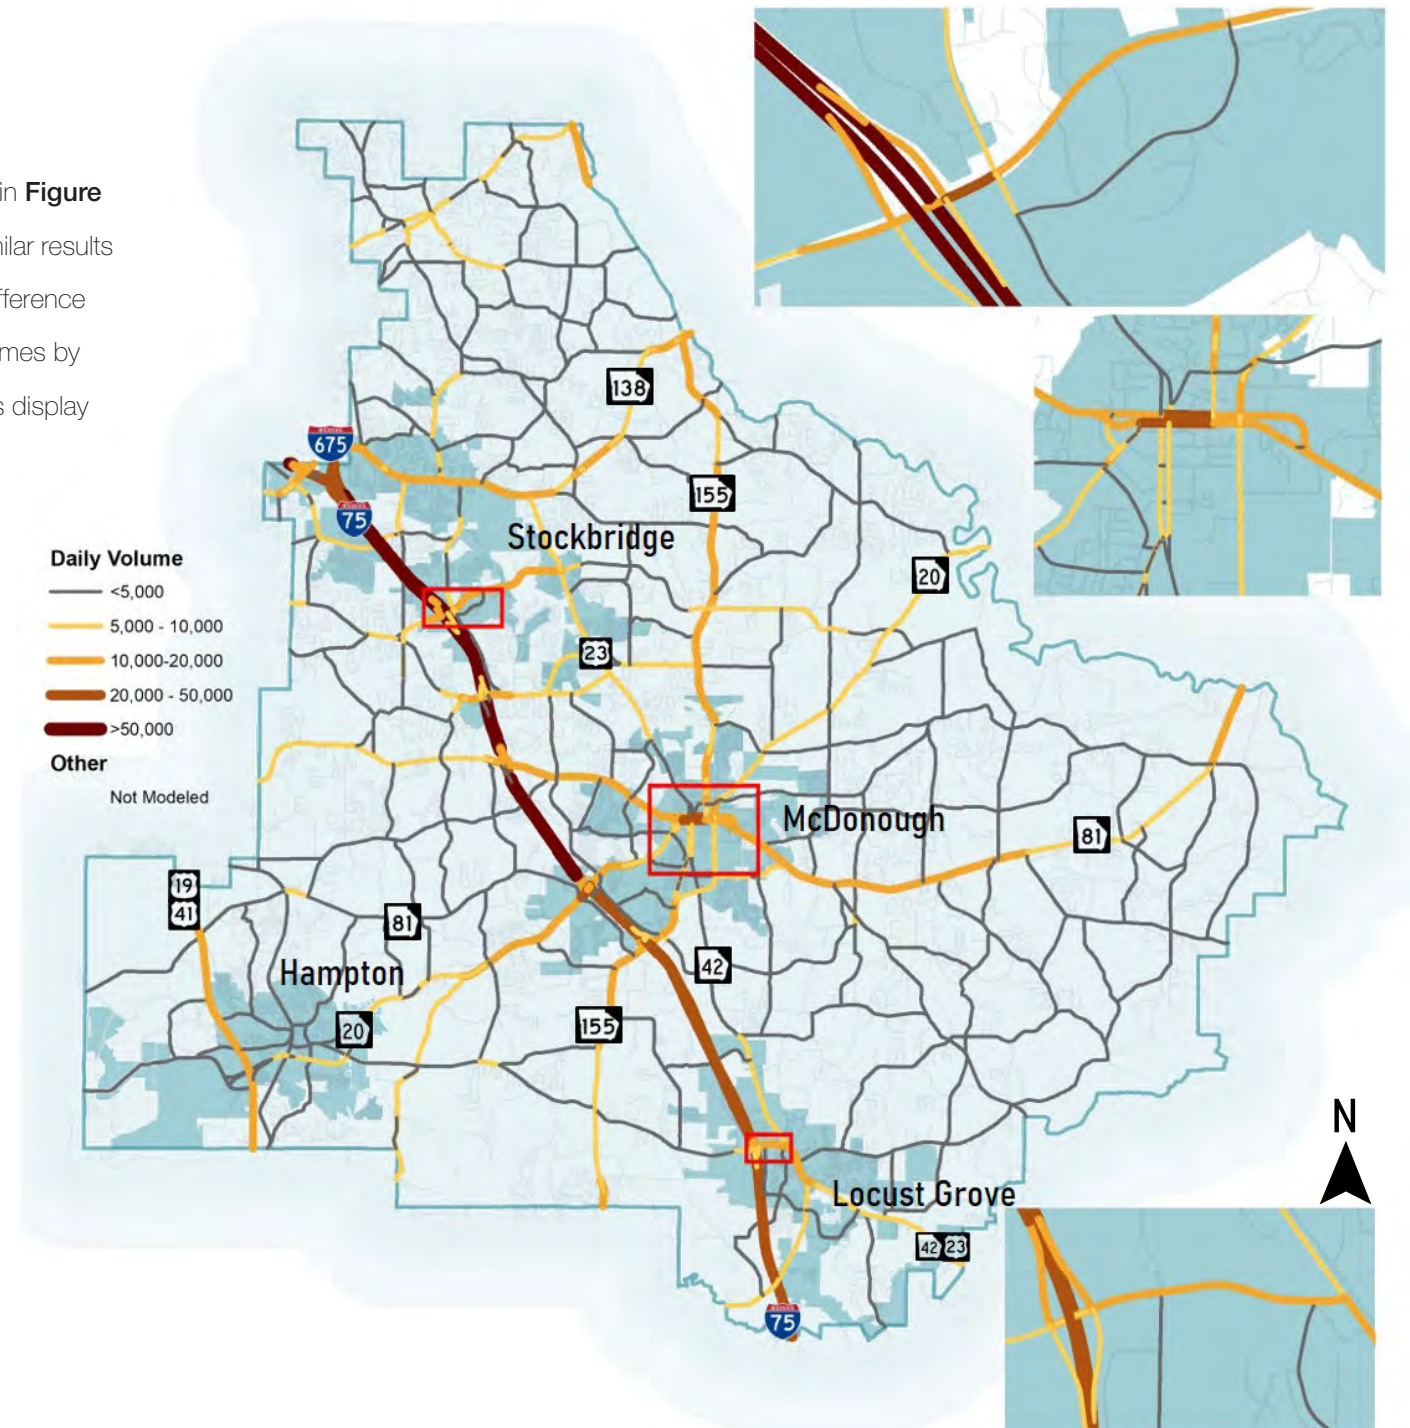 in Figure
nilar results
fference
mes by
s display
138
675
155
75
Stockbridge
20
Daily Volume
<5,000
5,000 - 10,000
10,000-20,000
20,000 - 50,000
>50,000
Other
Not Modeled
23
McDonough
81
19
41
81
42
Hampton
20
155
N
Locust Grove
42 23
75